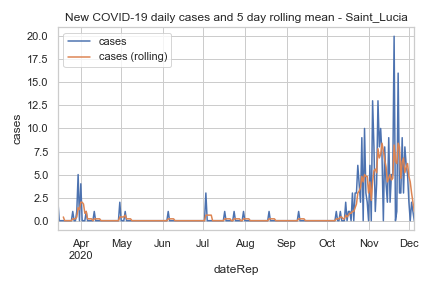 New COVID-19 daily cases and 5 day rolling mean - Saint_Lucia
20.0
17.5
15.0
12.5
10.0
7.5
5.0
2.5
0.0
cases
cases
cases (rolling)
Apr May Jun Jul Aug Sep Oct Nov Dec
2020
dateRep